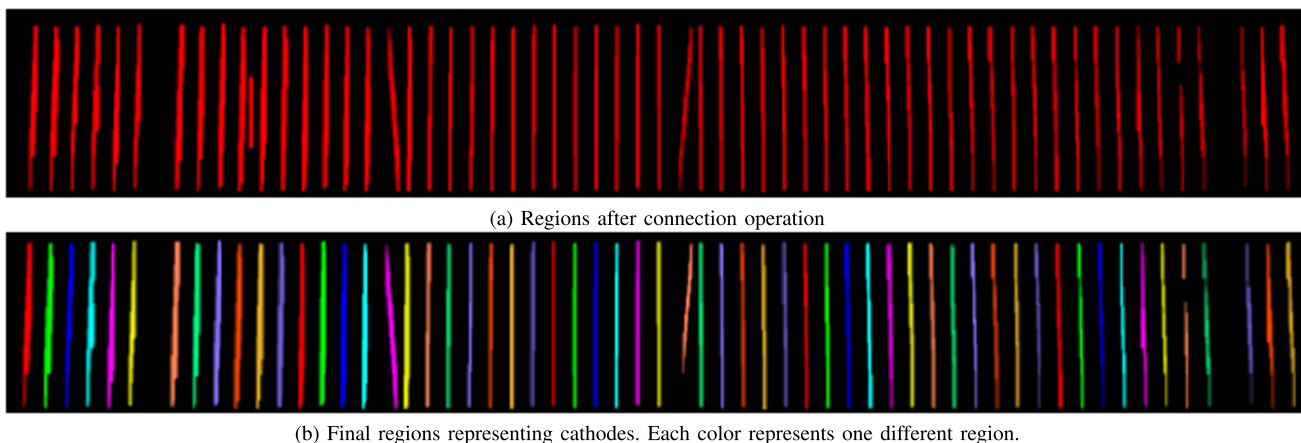 (a) Regions after connection operation
(b) Final regions representing cathodes. Each color represents one different region.